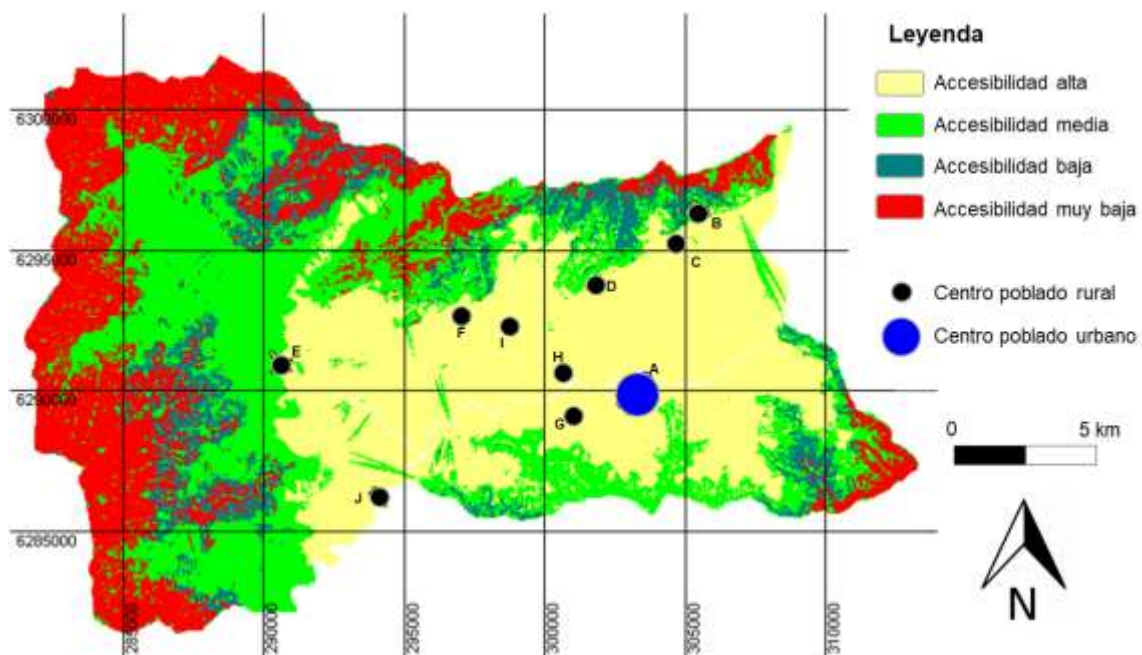 Leyenda
Accesibilidad alta
Accesibilidad media
Accesibilidad baja
Accesibilidad muy baja
Centro poblado rural
Centro poblado urbano
0 5 km
N
6300000
6295000
6290000
6285000
285000
290000
295000
300000
305000
310000
B
C
D
F
I
E
H
A
G
J